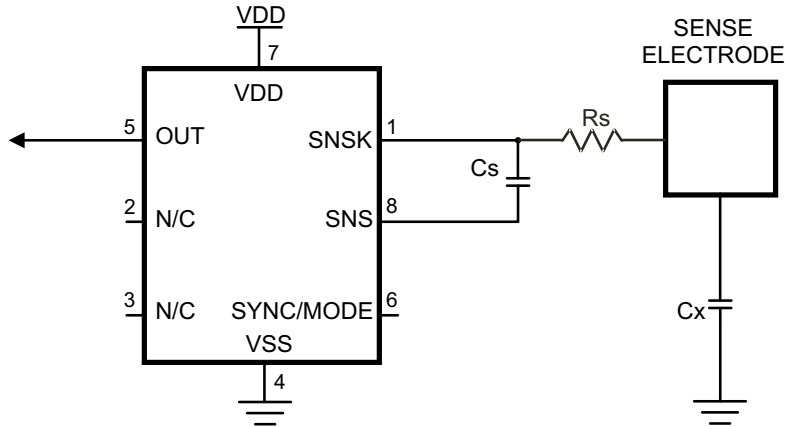 VDD
7
VDD
SENSE
ELECTRODE
5
OUT
SNSK
1
Rs
Cs
2
N/C
SNS
8
3
N/C
SYNC/MODE
6
Cx
VSS
4